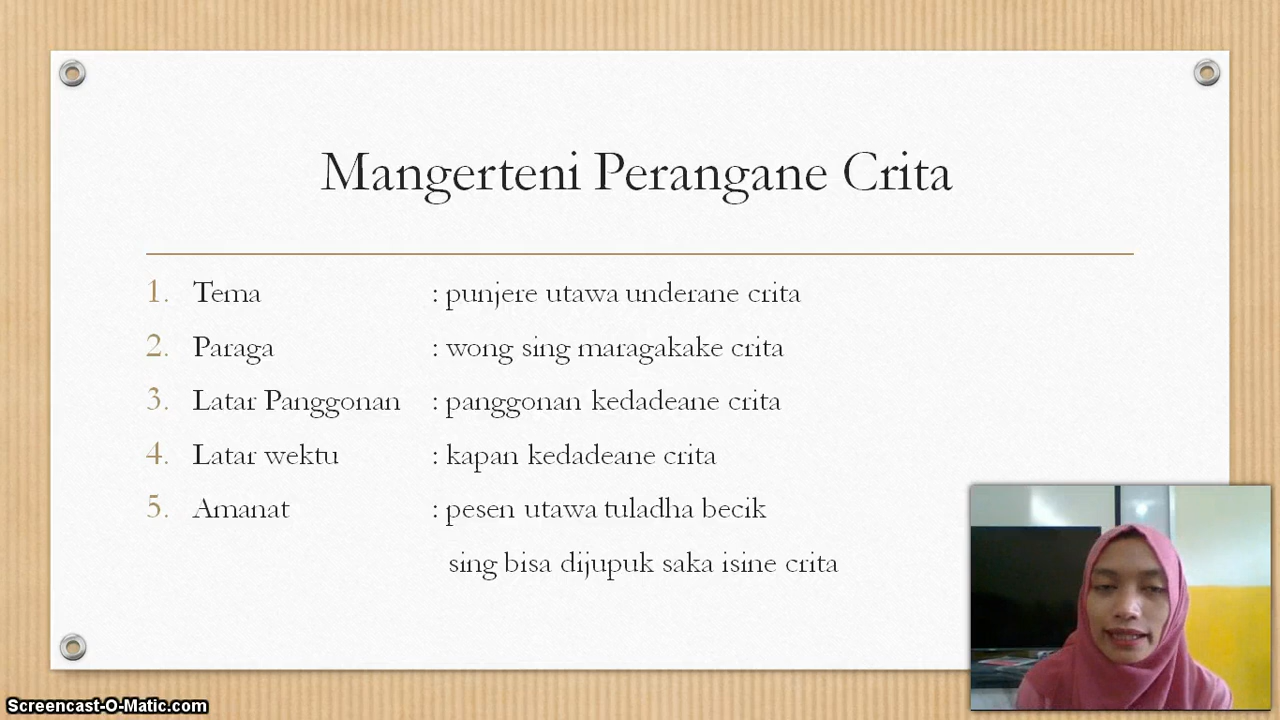 Mangerteni Perangane Crita
1. Tema : punjere utawa underane crita
2. Paraga : wong sing maragakake crita
3. Latar Panggonan : panggonan kedadeane crita
4. Latar wektu : kapan kedadeane crita
5. Amanat : pesen utawa tuladha becik
sing bisa dijupuk saka isine crita
Screencast-O-Matic.com